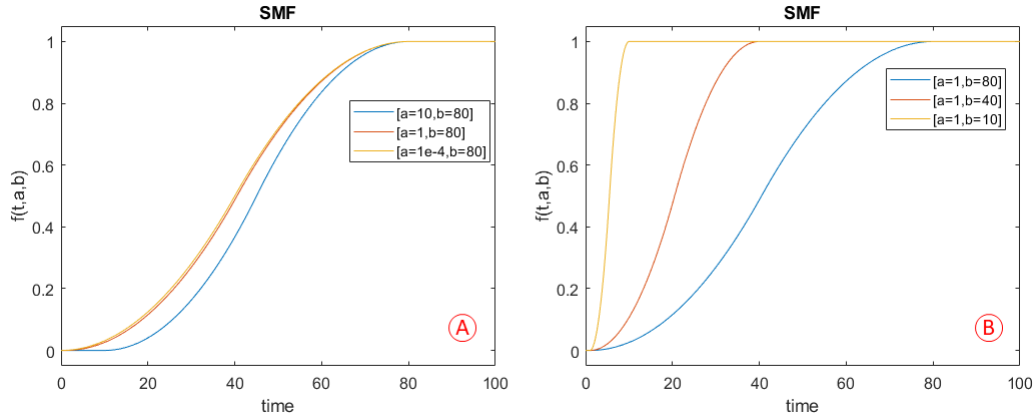 SMF
1
0.8
0.6
0.4
0.2
0
f(t,a,b)
[a=10,b=80]
[a=1,b=80]
[a=1e-4,b=80]
A
0 20 40 60 80 100
time
SMF
1
0.8
0.6
0.4
0.2
0
f(t,a,b)
[a=1,b=80]
[a=1,b=40]
[a=1,b=10]
B
0 20 40 60 80 100
time